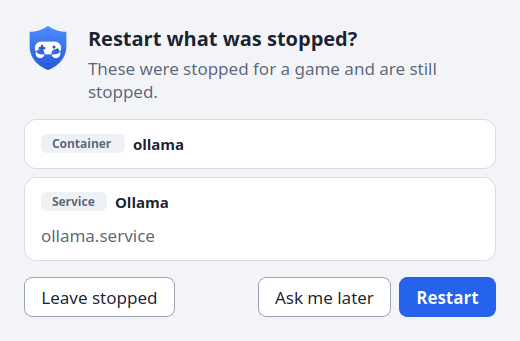 Restart what was stopped?
These were stopped for a game and are still
stopped.
Container ollama
Service Ollama
ollama.service
Leave stopped Ask me later Restart